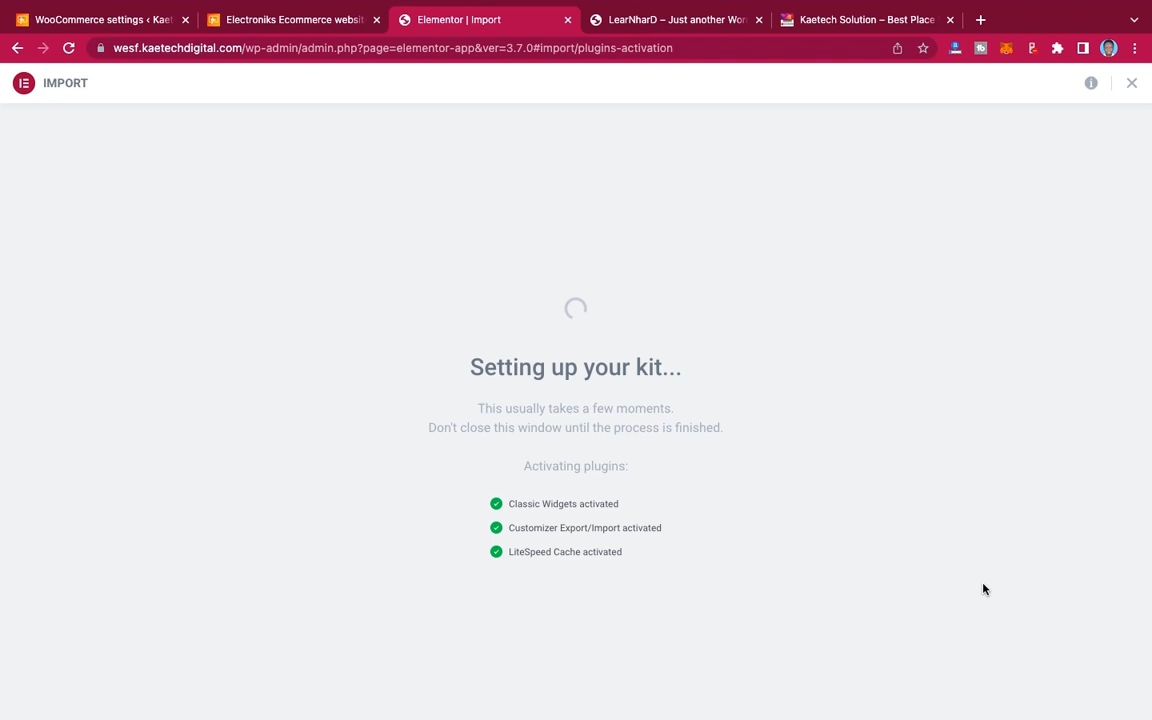 WooCommerce settings ‹ Kaet
Electroniks Ecommerce websit
Elementor | Import
LearNharD – Just another Wor
Kaetech Solution – Best Place
wesf.kaetechdigital.com/wp-admin/admin.php?page=elementor-app&ver=3.7.0#import/plugins-activation
IMPORT
Setting up your kit...
This usually takes a few moments.
Don't close this window until the process is finished.
Activating plugins:
Classic Widgets activated
Customizer Export/Import activated
LiteSpeed Cache activated